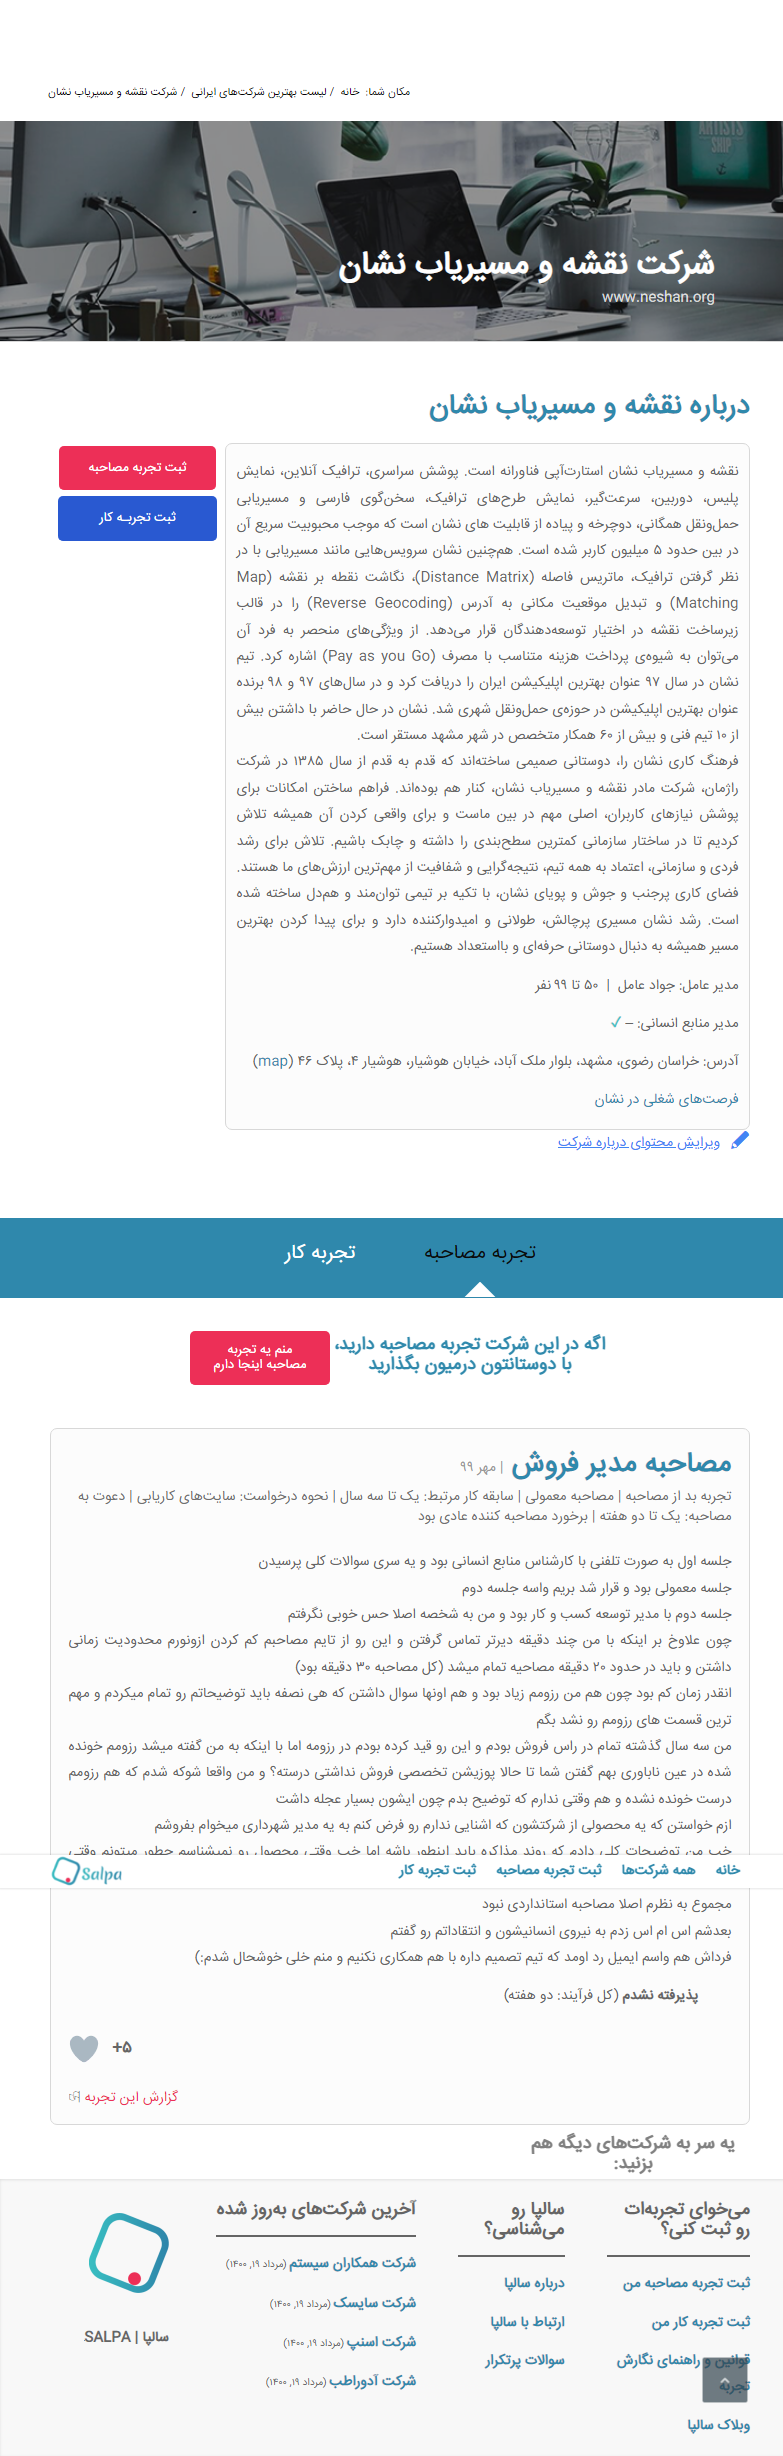 مکان شما: خانه / لیست بهترین شرکت‌های ایرانی / شرکت نقشه و مسیریاب نشان
ARTISTS
SHIP
شرکت نقشه و مسیریاب نشان
www.neshan.org
درباره نقشه و مسیریاب نشان
ثبت تجربه مصاحبه
ثبت تجربـه کار
نقشه و مسیریاب نشان استارت‌آپی فناورانه است. پوشش سراسری، ترافیک آنلاین، نمایش
پلیس، دوربین، سرعت‌گیر، نمایش طرح‌های ترافیک، سخن‌گوی فارسی و مسیریابی
حمل‌ونقل همگانی، دوچرخه و پیاده از قابلیت های نشان است که موجب محبوبیت سریع آن
در بین حدود ۵ میلیون کاربر شده است. هم‌چنین نشان سرویس‌هایی مانند مسیریابی با در
نظر گرفتن ترافیک، ماتریس فاصله (Distance Matrix)، نگاشت نقطه بر نقشه (Map
Matching) و تبدیل موقعیت مکانی به آدرس (Reverse Geocoding) را در قالب
زیرساخت نقشه در اختیار توسعه‌دهندگان قرار می‌دهد. از ویژگی‌های منحصر به فرد آن
می‌توان به شیوه‌ی پرداخت هزینه متناسب با مصرف (Pay as you Go) اشاره کرد. تیم
نشان در سال ۹۷ عنوان بهترین اپلیکیشن ایران را دریافت کرد و در سال‌های ۹۷ و ۹۸ برنده
عنوان بهترین اپلیکیشن در حوزه‌ی حمل‌ونقل شهری شد. نشان در حال حاضر با داشتن بیش
از ۱۰ تیم فنی و بیش از ۶۰ همکار متخصص در شهر مشهد مستقر است.
فرهنگ کاری نشان را، دوستانی صمیمی ساخته‌اند که قدم به قدم از سال ۱۳۸۵ در شرکت
راژمان، شرکت مادر نقشه و مسیریاب نشان، کنار هم بوده‌اند. فراهم ساختن امکانات برای
پوشش نیازهای کاربران، اصلی مهم در بین ماست و برای واقعی کردن آن همیشه تلاش
کردیم تا در ساختار سازمانی کمترین سطح‌بندی را داشته و چابک باشیم. تلاش برای رشد
فردی و سازمانی، اعتماد به همه تیم، نتیجه‌گرایی و شفافیت از مهم‌ترین ارزش‌های ما هستند.
فضای کاری پرجنب و جوش و پویای نشان، با تکیه بر تیمی توان‌مند و هم‌دل ساخته شده
است. رشد نشان مسیری پرچالش، طولانی و امیدوارکننده دارد و برای پیدا کردن بهترین
مسیر همیشه به دنبال دوستانی حرفه‌ای و بااستعداد هستیم.
مدیر عامل: جواد عامل | ۵۰ تا ۹۹ نفر
مدیر منابع انسانی: – ✓
آدرس: خراسان رضوی، مشهد، بلوار ملک آباد، خیابان هوشیار، هوشیار ۴، پلاک ۴۶ (map)
فرصت‌های شغلی در نشان
ویرایش محتوای درباره شرکت
تجربه مصاحبه
تجربه کار
اگه در این شرکت تجربه مصاحبه دارید،
با دوستانتون درمیون بگذارید
منم یه تجربه
مصاحبه اینجا دارم
مصاحبه مدیر فروش | مهر ۹۹
تجربه بد از مصاحبه | مصاحبه معمولی | سابقه کار مرتبط: یک تا سه سال | نحوه درخواست: سایت‌های کاریابی | دعوت به
مصاحبه: یک تا دو هفته | برخورد مصاحبه کننده عادی بود
جلسه اول به صورت تلفنی با کارشناس منابع انسانی بود و یه سری سوالات کلی پرسیدن
جلسه معمولی بود و قرار شد بریم واسه جلسه دوم
جلسه دوم با مدیر توسعه کسب و کار بود و من به شخصه اصلا حس خوبی نگرفتم
چون علاوخ بر اینکه با من چند دقیقه دیرتر تماس گرفتن و این رو از تایم مصاحبم کم کردن ازونورم محدودیت زمانی
داشتن و باید در حدود ۲۰ دقیقه مصاحیه تمام میشد (کل مصاحبه ۳۰ دقیقه بود)
انقدر زمان کم بود چون هم من رزومم زیاد بود و هم اونها سوال داشتن که هی نصفه باید توضیحاتم رو تمام میکردم و مهم
ترین قسمت های رزومم رو نشد بگم
من سه سال گذشته تمام در راس فروش بودم و این رو قید کرده بودم در رزومه اما با اینکه به من گفته میشد رزومم خونده
شده در عین ناباوری بهم گفتن شما تا حالا پوزیشن تخصصی فروش نداشتی درسته؟ و من واقعا شوکه شدم که هم رزومم
درست خونده نشده و هم وقتی ندارم که توضیح بدم چون ایشون بسیار عجله داشت
ازم خواستن که یه محصولی از شرکتشون که اشنایی ندارم رو فرض کنم به یه مدیر شهرداری میخوام بفروشم
خب من توضیحات کلی دادم که روند مذاکره باید اینطور باشه اما خب وقتی محصول رو نمیشناسم چطور میتونم وقتی
خانه
همه شرکت‌ها
ثبت تجربه مصاحبه
ثبت تجربه کار
Salpa
مجموع به نظرم اصلا مصاحبه استانداردی نبود
بعدشم اس ام اس زدم به نیروی انسانیشون و انتقاداتم رو گفتم
فرداش هم واسم ایمیل رد اومد که تیم تصمیم داره با هم همکاری نکنیم و منم خلی خوشحال شدم:)
پذیرفته نشدم (کل فرآیند: دو هفته)
+۵
گزارش این تجربه
یه سر به شرکت‌های دیگه هم
بزنید:
می‌خوای تجربه‌ات
رو ثبت کنی؟
ثبت تجربه مصاحبه من
ثبت تجربه کار من
قوانین و راهنمای نگارش
تجربه
وبلاگ سالپا
سالپا رو
می‌شناسی؟
درباره سالپا
ارتباط با سالپا
سوالات پرتکرار
آخرین شرکت‌های به‌روز شده
شرکت همکاران سیستم (مرداد ۱۹, ۱۴۰۰)
شرکت سایسک (مرداد ۱۹, ۱۴۰۰)
شرکت اسنپ (مرداد ۱۹, ۱۴۰۰)
شرکت آدوراطب (مرداد ۱۹, ۱۴۰۰)
سالپا | SALPA